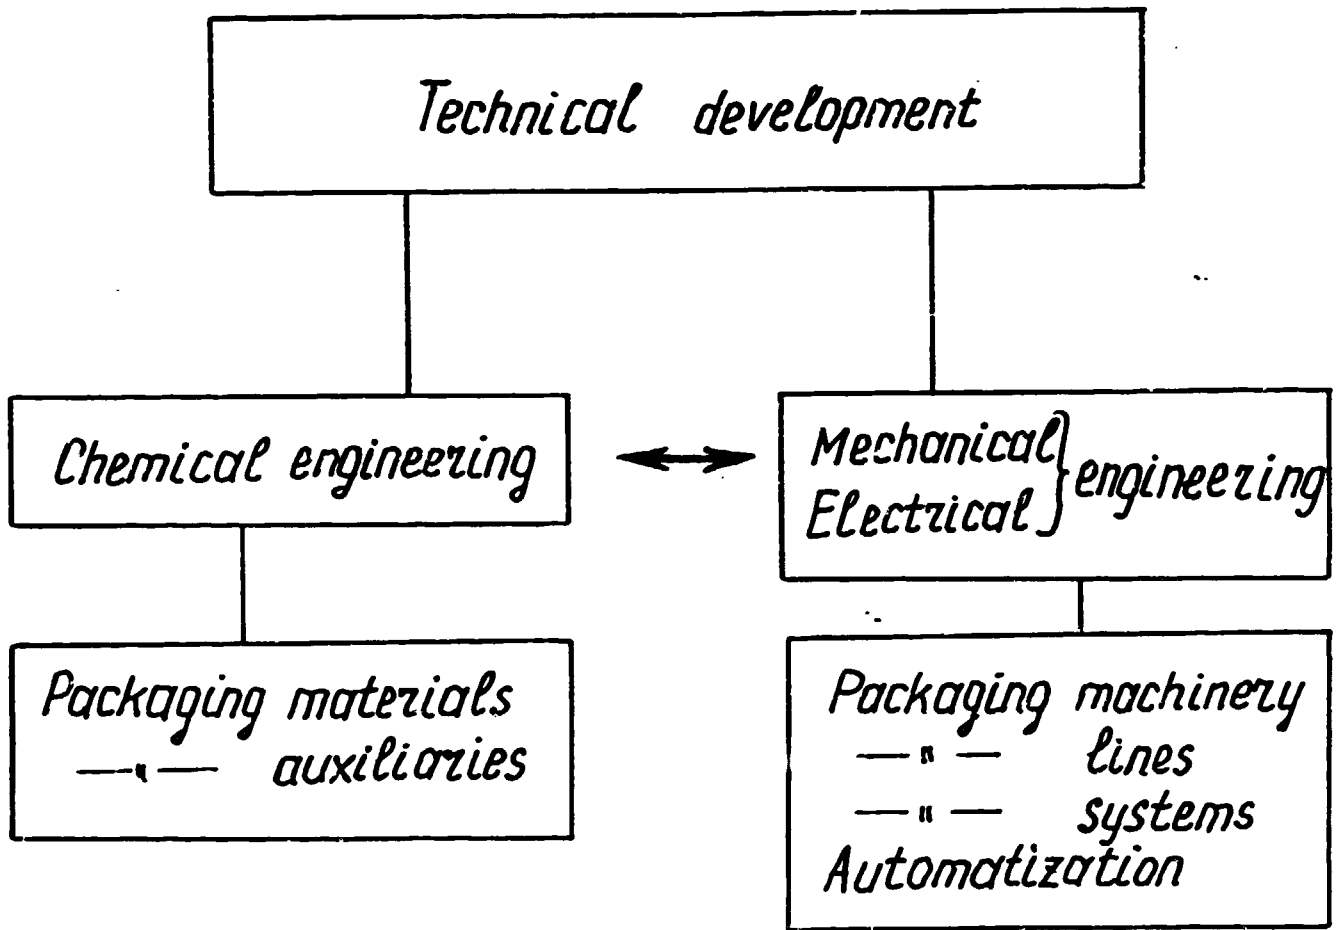 Technical development
Chemical engineering
Mechanical
Electrical } engineering
Packaging materials
—"— auxiliaries
Packaging machinery
—"— lines
—"— systems
Automatization